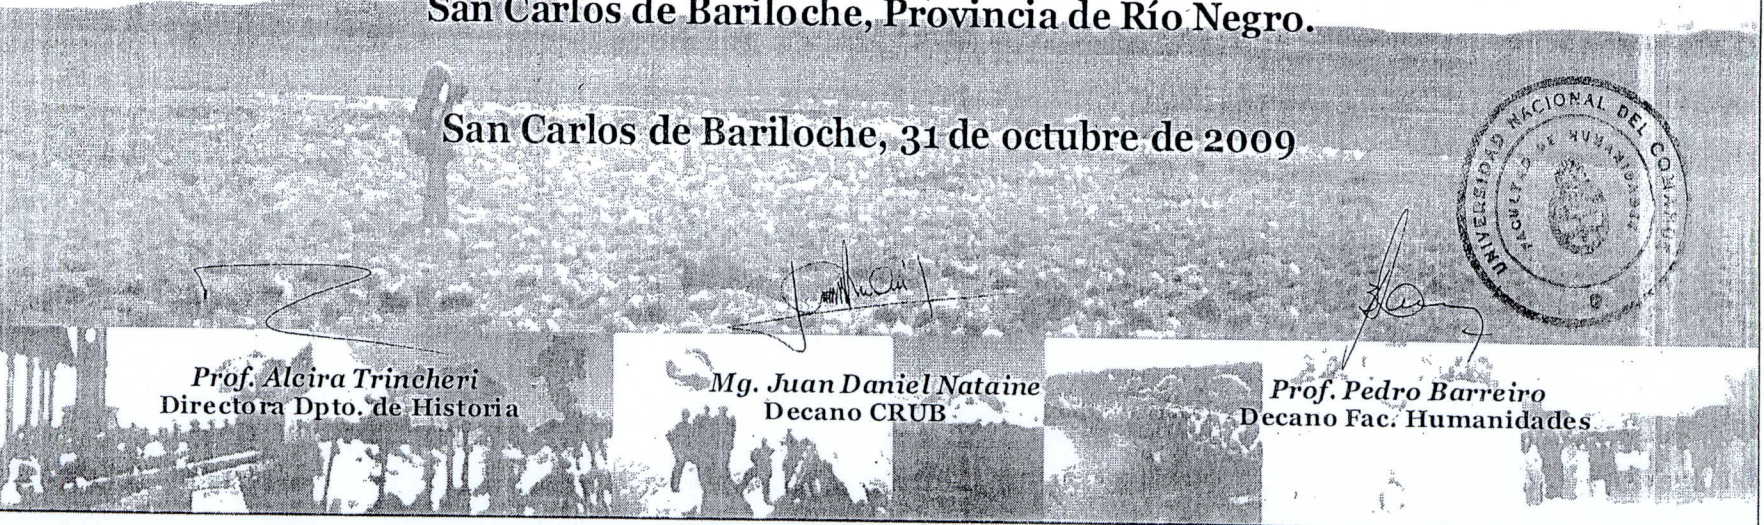 San Carlos de Bariloche, Provincia de Río Negro.
San Carlos de Bariloche, 31 de octubre de 2009
UNIVERSIDAD NACIONAL DEL COMAHUE
FACULTAD DE HUMANIDADES
Prof. Alcira Trincheri
Directora Dpto. de Historia
Mg. Juan Daniel Nataine
Decano CRUB
Prof. Pedro Barreiro
Decano Fac. Humanidades